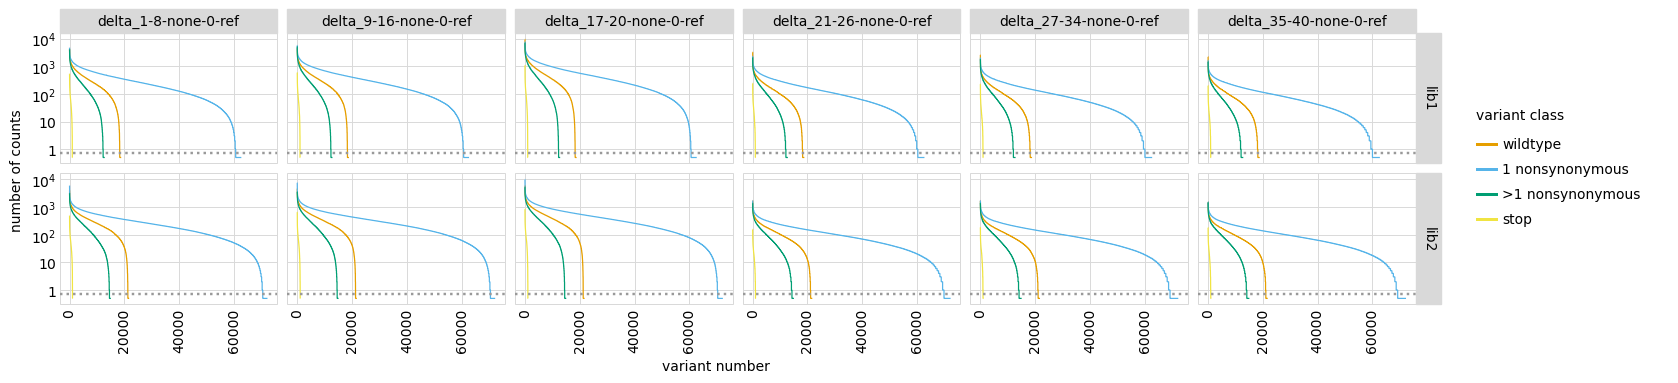 delta_1-8-none-0-ref delta_9-16-none-0-ref delta_17-20-none-0-ref delta_21-26-none-0-ref delta_27-34-none-0-ref delta_35-40-none-0-ref
number of counts
10⁴
10³
10²
10
1
lib1
10⁴
10³
10²
10
1
lib2
0 20000 40000 60000 0 20000 40000 60000 0 20000 40000 60000 0 20000 40000 60000 0 20000 40000 60000 0 20000 40000 60000
variant number
variant class
wildtype
1 nonsynonymous
>1 nonsynonymous
stop